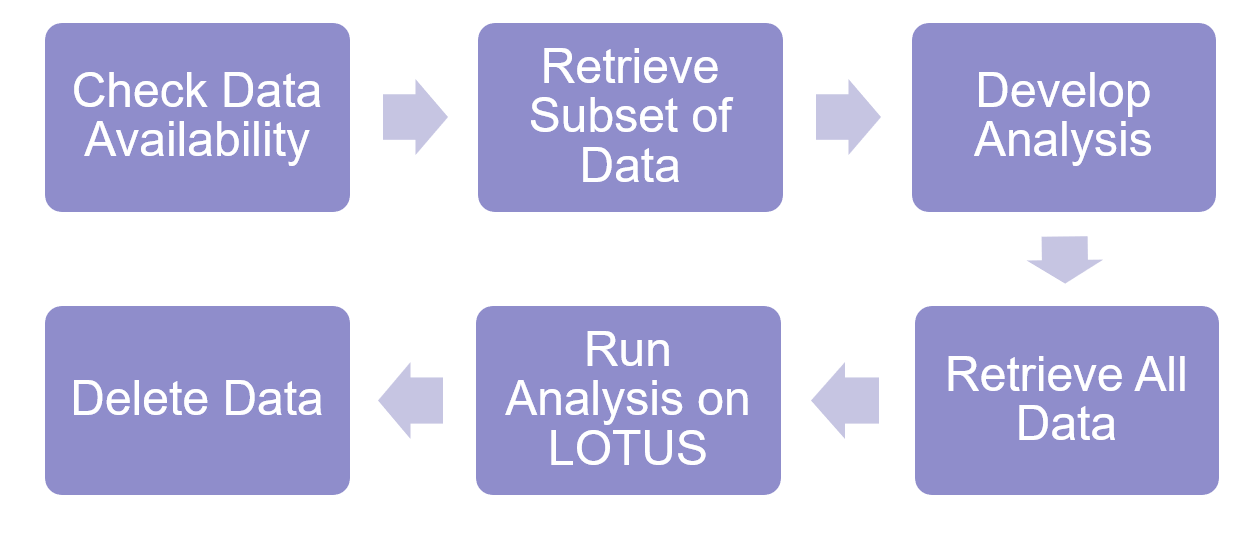 Check Data
Availability
Retrieve
Subset of
Data
Develop
Analysis
Retrieve All
Data
Run
Analysis on
LOTUS
Delete Data